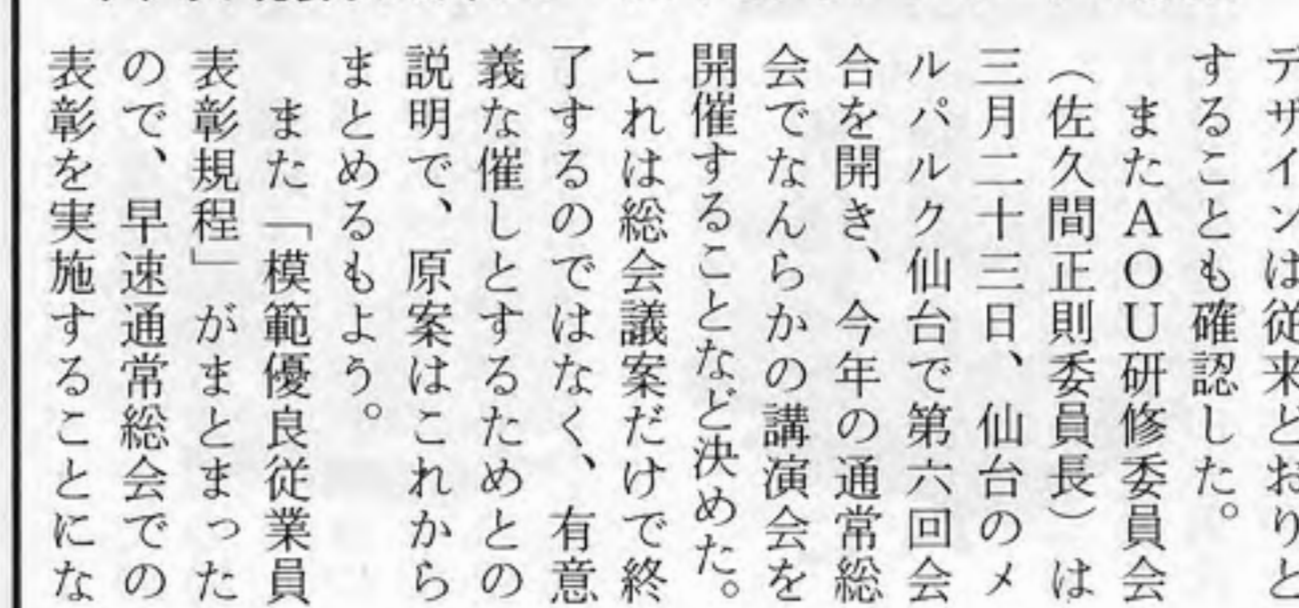 デザインは従来どおりと
することも確認した。
　またＡＯＵ研修委員会
（佐久間正則委員長）は
三月二十三日、仙台のメ
ルパルク仙台で第六回会
合を開き、今年の通常総
会でなんらかの講演会を
開催することなど決めた。
これは総会議案だけで終
了するのではなく、有意
義な催しとするためとの
説明で、原案はこれから
まとめるもよう。
　また「模範優良従業員
表彰規程」がまとまった
ので、早速通常総会での
表彰を実施することにな